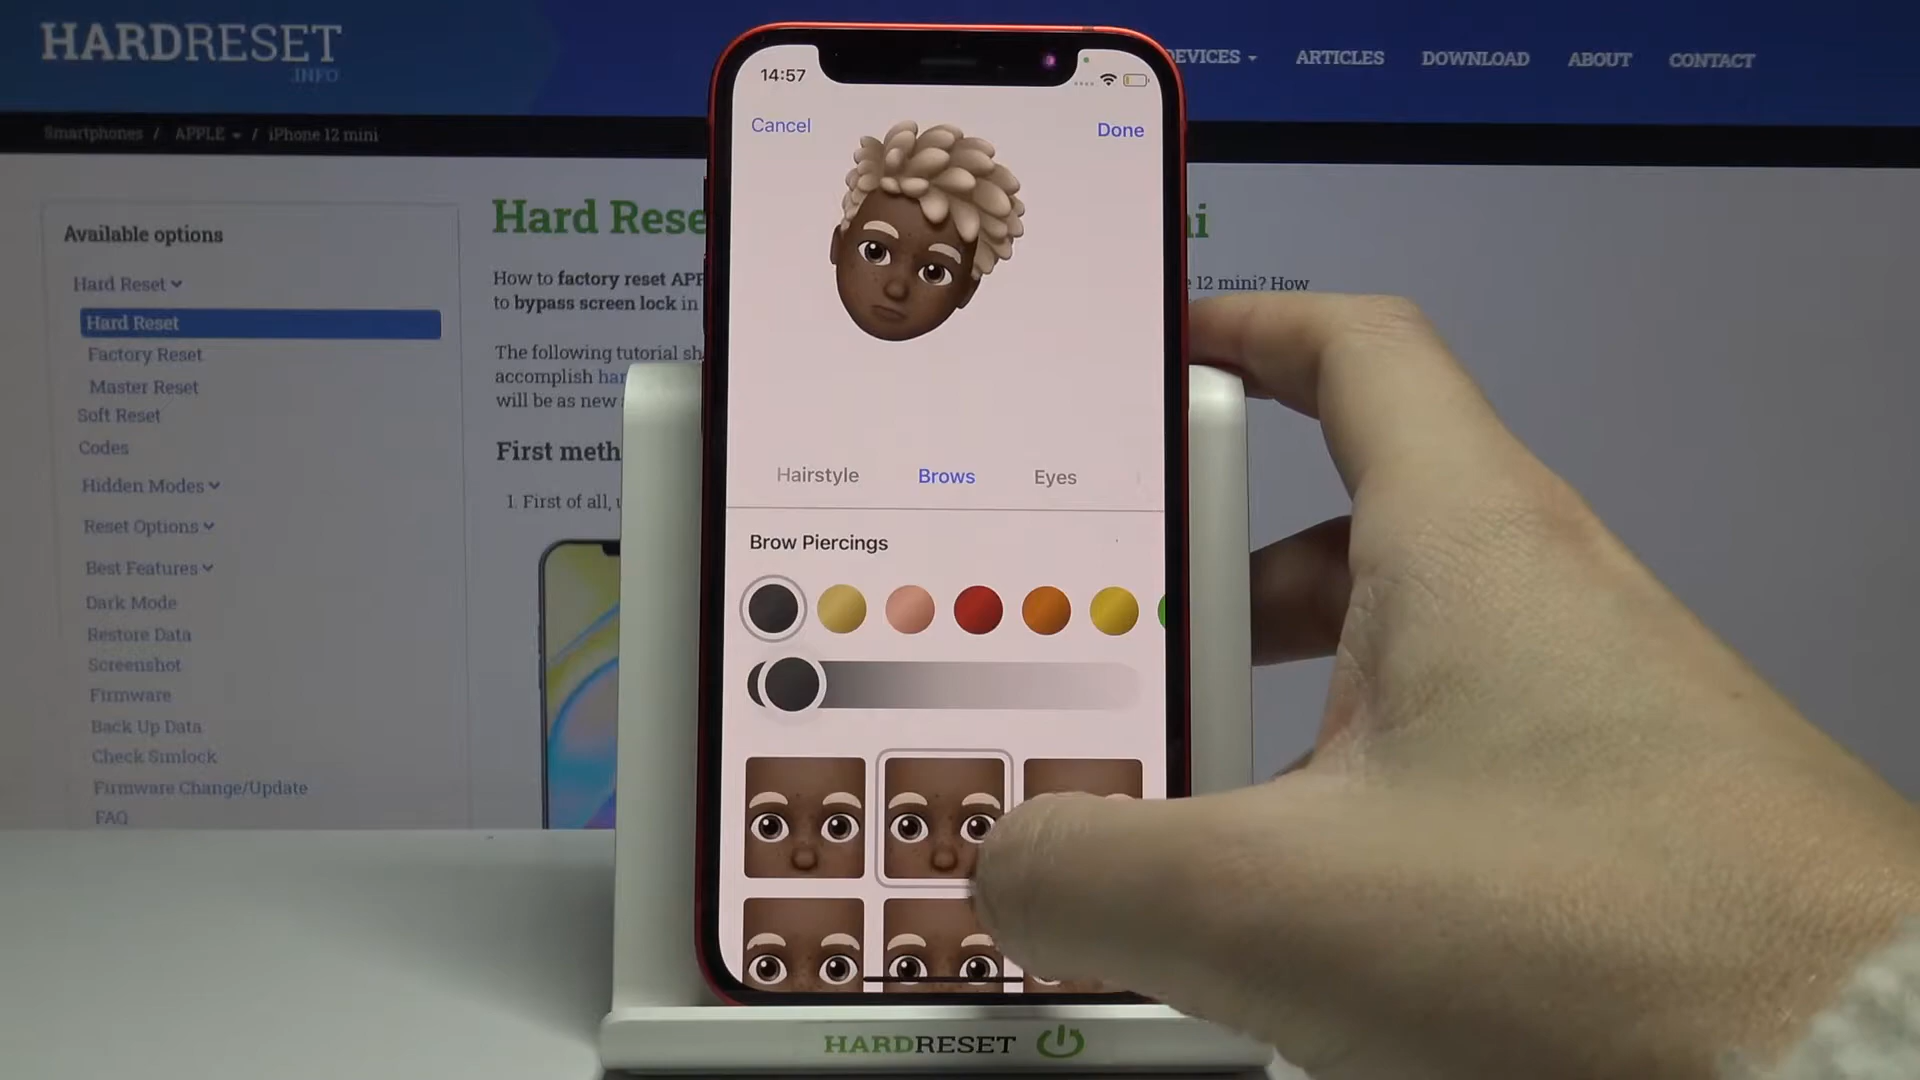 HARDRESET
.INFO
DEVICES
ARTICLES
DOWNLOAD
ABOUT
CONTACT
Smartphones / APPLE / iPhone 12 mini
Available options
Hard Reset
Hard Reset
Factory Reset
Master Reset
Soft Reset
Codes
Hidden Modes
Reset Options
Best Features
Dark Mode
Restore Data
Screenshot
Firmware
Back Up Data
Check Simlock
Firmware Change/Update
FAQ
Hard Rese
ni
How to factory reset APP
12 mini? How
to bypass screen lock in
The following tutorial sh
accomplish har
will be as new
First meth
1. First of all, u
14:57
Cancel
Done
Hairstyle
Brows
Eyes
Brow Piercings
HARDRESET